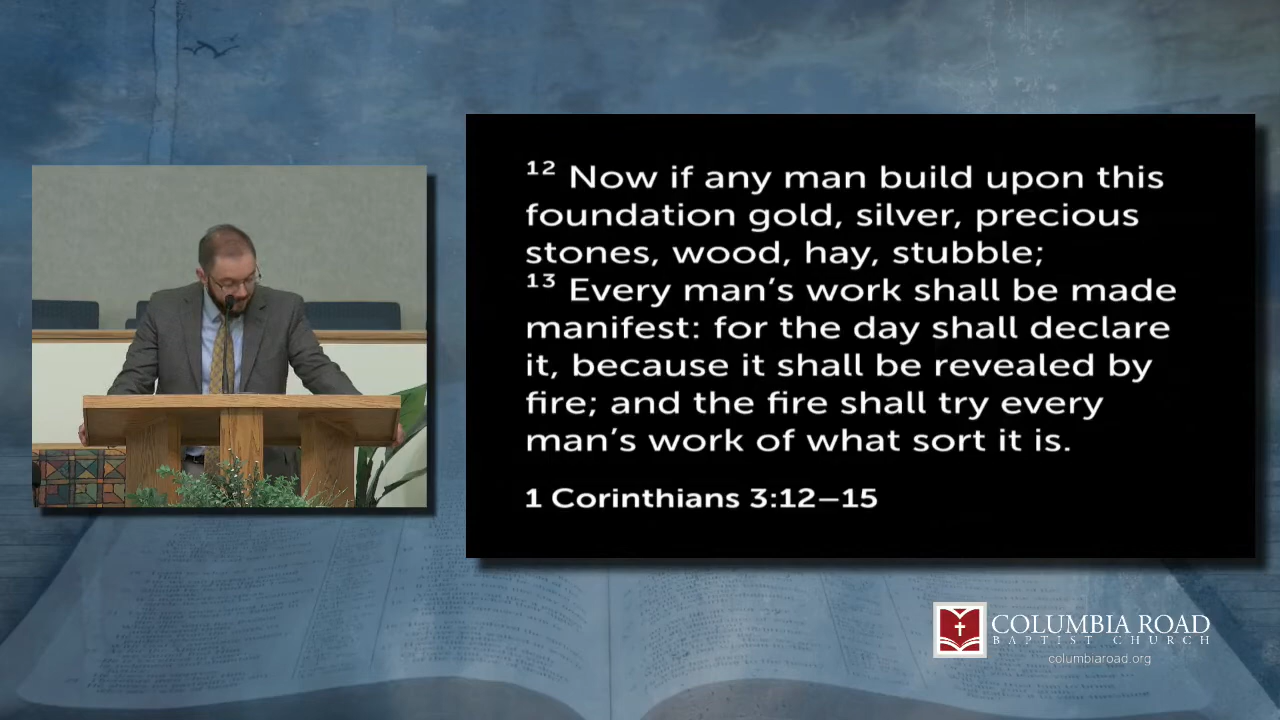 ¹² Now if any man build upon this
foundation gold, silver, precious
stones, wood, hay, stubble;
¹³ Every man’s work shall be made
manifest: for the day shall declare
it, because it shall be revealed by
fire; and the fire shall try every
man’s work of what sort it is.
1 Corinthians 3:12–15
COLUMBIA ROAD
BAPTIST CHURCH
columbiaroad.org